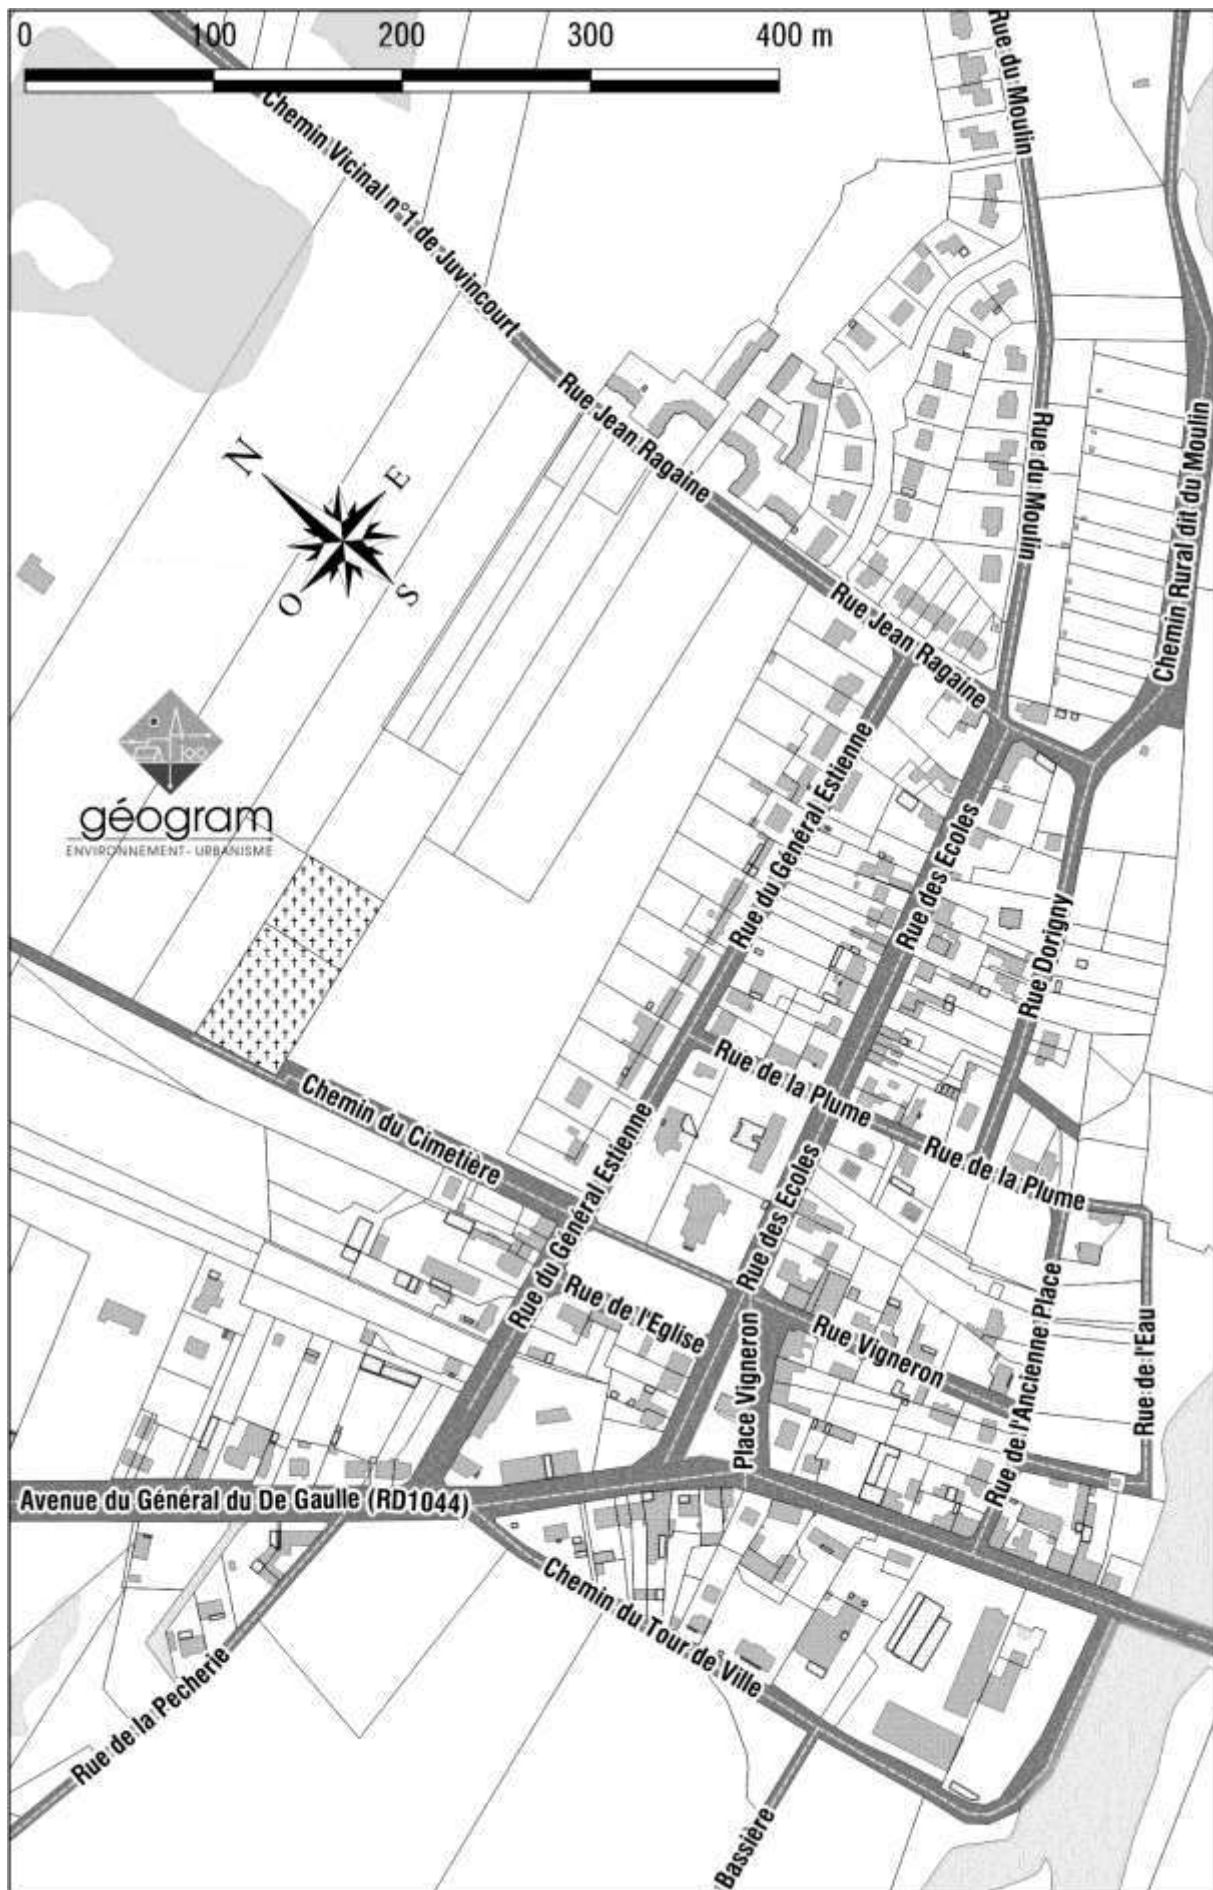 0 100 200 300 400 m
Rue du Moulin
Chemin Vicinal n°1 de Juvincourt
Rue Jean Ragaine
Rue du Moulin
Chemin Rural dit du Moulin
N
E
O
S
Rue Jean Ragaine
géogram
ENVIRONNEMENT - URBANISME
Rue du Général Estienne
Rue des Ecoles
Rue Dorigny
Chemin du Cimetière
Rue de la Plume
Rue de la Plume
Rue du Général Estienne
Rue des Ecoles
Rue de l'Eglise
Place Vigneron
Rue Vigneron
Rue de l'Ancienne Place
Rue de l'Eau
Avenue du Général du De Gaulle (RD1044)
Chemin du Tour de Ville
Rue de la Pecherie
Bassière